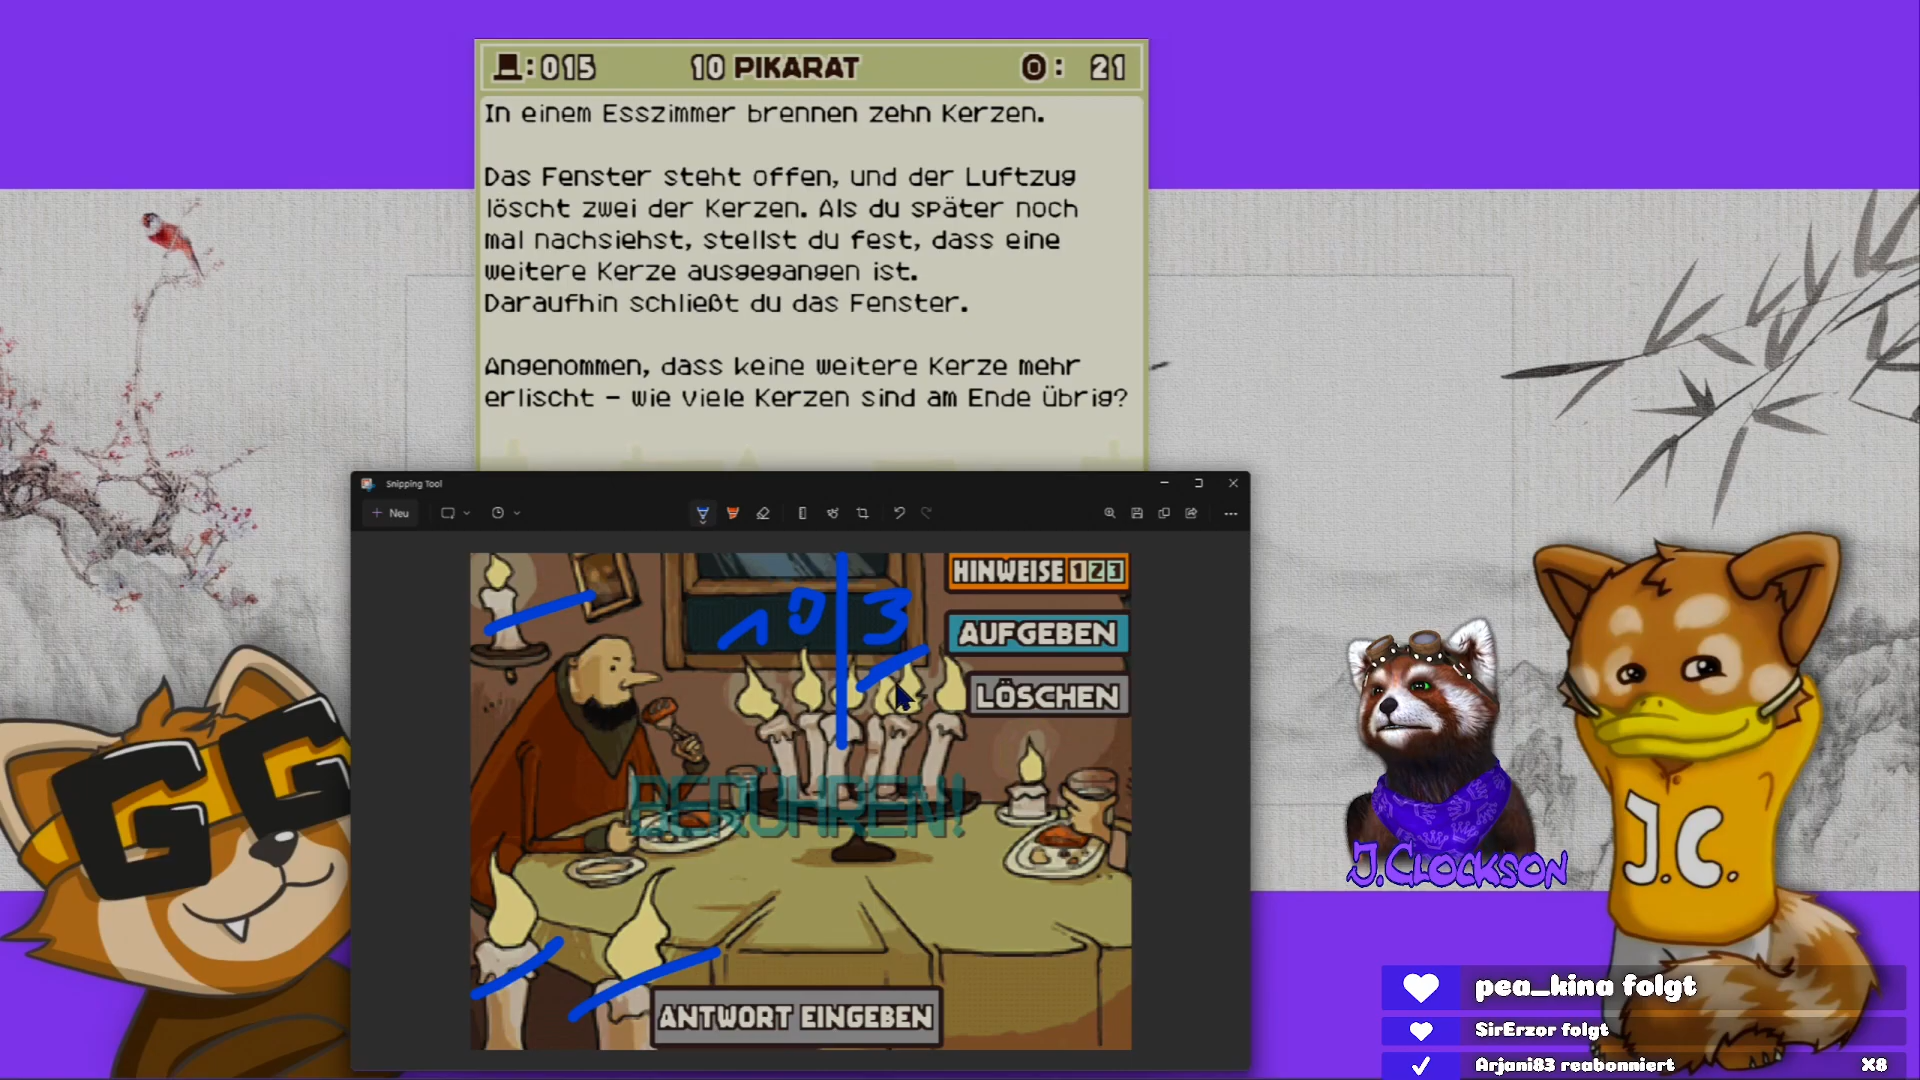 :015 10 PIKARAT : 21
In einem Esszimmer brennen zehn Kerzen.
Das Fenster steht offen, und der Luftzug
löscht zwei der Kerzen. Als du später noch
mal nachsiehst, stellst du fest, dass eine
weitere Kerze ausgegangen ist.
Daraufhin schließt du das Fenster.
Angenommen, dass keine weitere Kerze mehr
erlischt - wie viele Kerzen sind am Ende übrig?
Snipping Tool
Neu
HINWEISE 123
10 3
AUFGEBEN
LÖSCHEN
BERÜHREN!
ANTWORT EINGEBEN
GG
J.CLOCKSON
J.C.
pea_kina folgt
SirErzor folgt
Arjani83 reabonniert X8